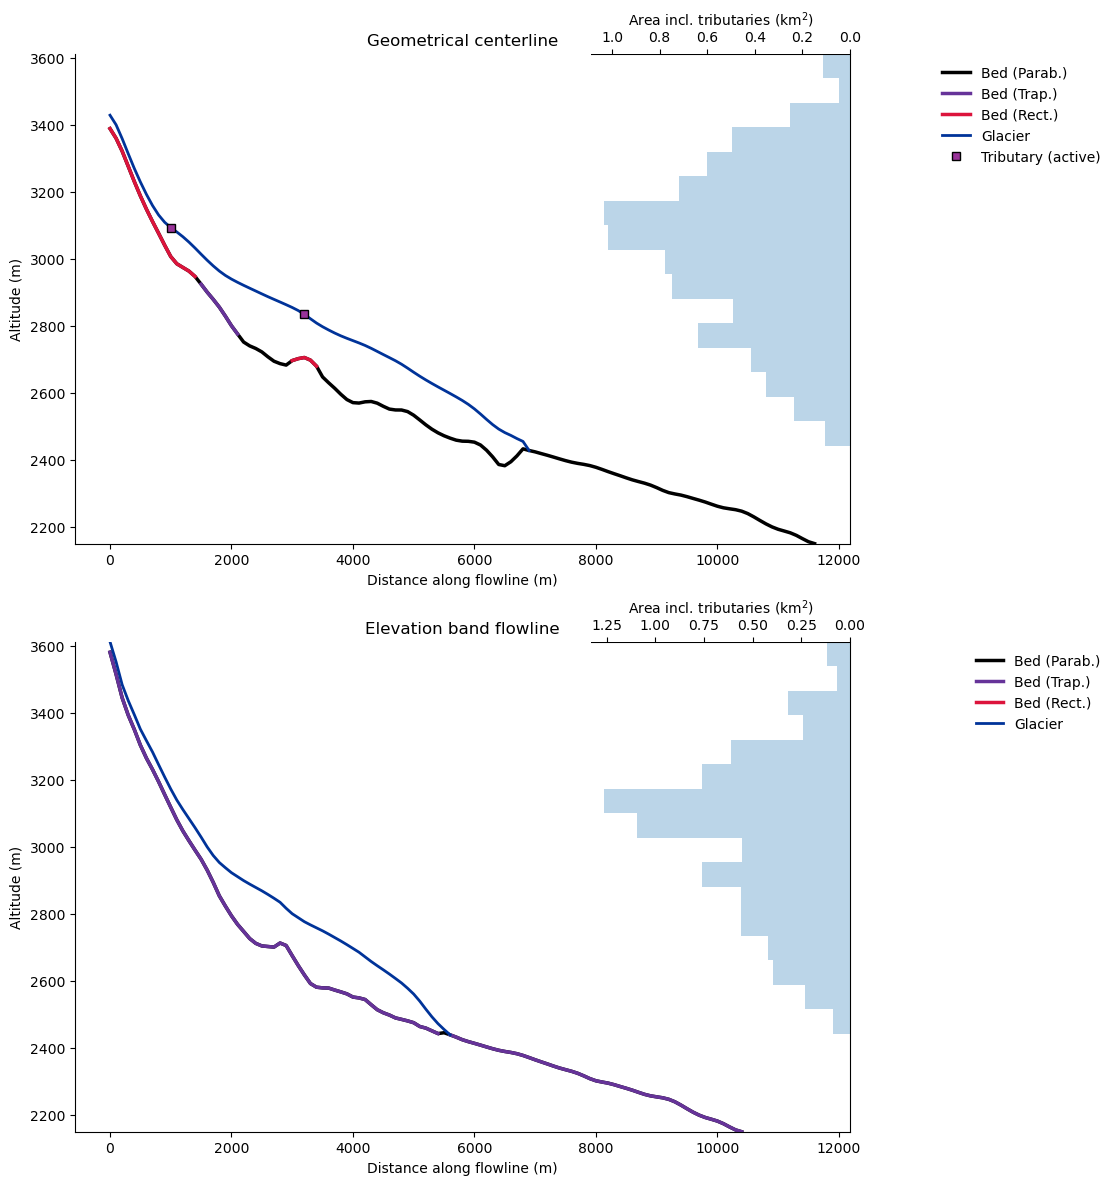 Area incl. tributaries (km²)
Geometrical centerline
1.0 0.8 0.6 0.4 0.2 0.0
3600
3400
3200
3000
2800
2600
2400
2200
Altitude (m)
0 2000 4000 6000 8000 10000 12000
Distance along flowline (m)
Bed (Parab.)
Bed (Trap.)
Bed (Rect.)
Glacier
Tributary (active)
Area incl. tributaries (km²)
Elevation band flowline
1.25 1.00 0.75 0.50 0.25 0.00
3600
3400
3200
3000
2800
2600
2400
2200
Altitude (m)
0 2000 4000 6000 8000 10000 12000
Distance along flowline (m)
Bed (Parab.)
Bed (Trap.)
Bed (Rect.)
Glacier